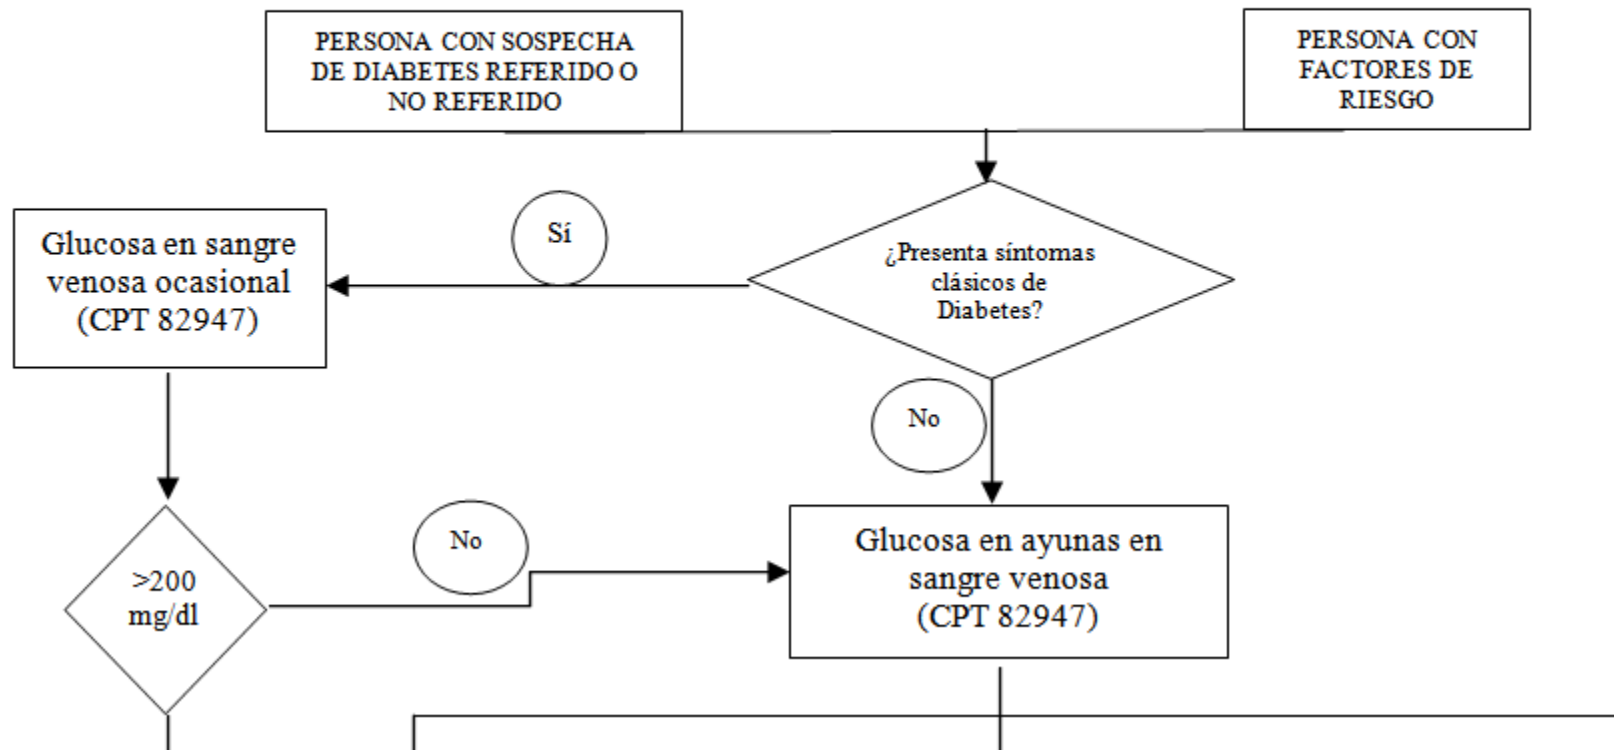 PERSONA CON SOSPECHA
DE DIABETES REFERIDO O
NO REFERIDO
PERSONA CON
FACTORES DE
RIESGO
Sí
Glucosa en sangre
venosa ocasional
(CPT 82947)
¿Presenta síntomas
clásicos de
Diabetes?
No
No
>200
mg/dl
Glucosa en ayunas en
sangre venosa
(CPT 82947)